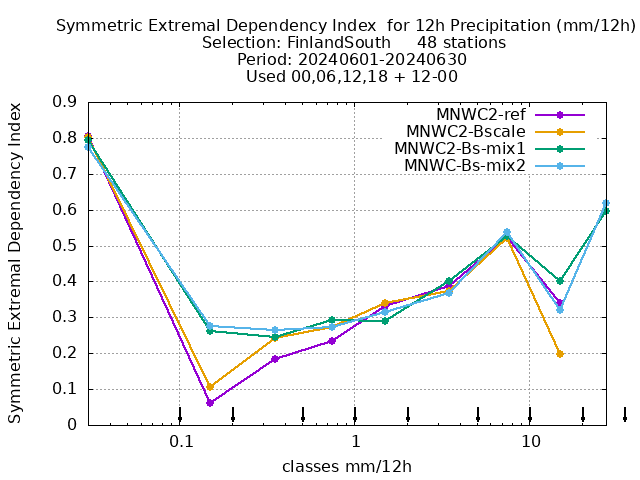 Symmetric Extremal Dependency Index  for 12h Precipitation (mm/12h)
Selection: FinlandSouth     48 stations
Period: 20240601-20240630
Used 00,06,12,18 + 12-00
Symmetric Extremal Dependency Index
0.9
0.8
0.7
0.6
0.5
0.4
0.3
0.2
0.1
0
MNWC2-ref
MNWC2-Bscale
MNWC2-Bs-mix1
MNWC-Bs-mix2
0.1 1 10
classes mm/12h